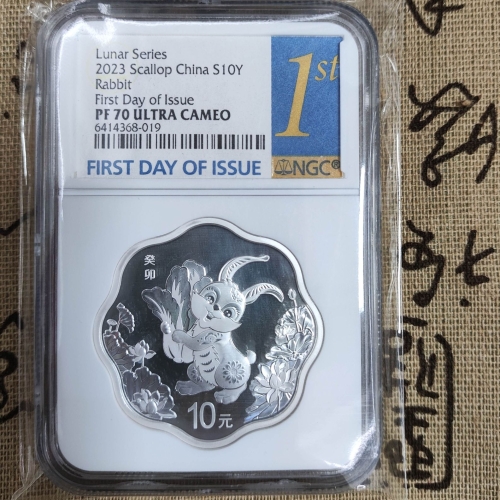 Lunar Series
2023 Scallop China S10Y
Rabbit
First Day of Issue
PF 70 ULTRA CAMEO
6414368-019
1st
FIRST DAY OF ISSUE
NGC®
癸卯
10元